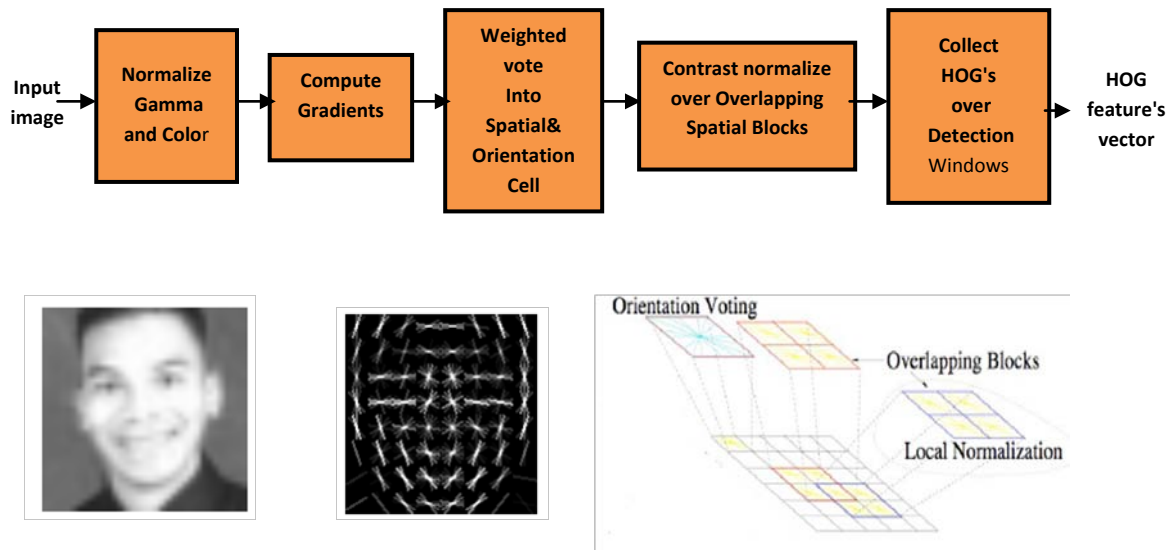 Input
image
Normalize
Gamma
and Color
Compute
Gradients
Weighted
vote
Into
Spatial&
Orientation
Cell
Contrast normalize
over Overlapping
Spatial Blocks
Collect
HOG's
over
Detection
Windows
HOG
feature's
vector
Orientation Voting
Overlapping Blocks
Local Normalization